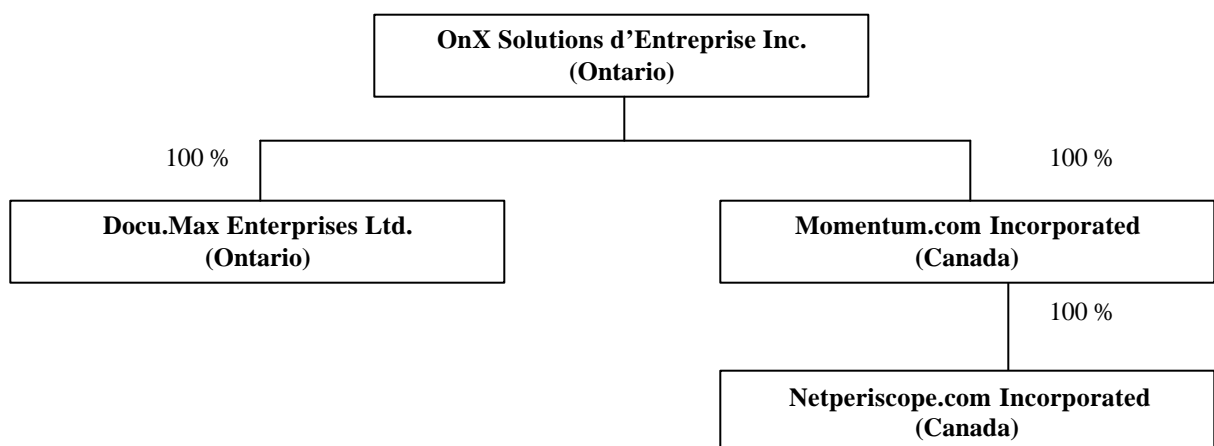 OnX Solutions d’Entreprise Inc.
(Ontario)
100 %
100 %
Docu.Max Enterprises Ltd.
(Ontario)
Momentum.com Incorporated
(Canada)
100 %
Netperiscope.com Incorporated
(Canada)